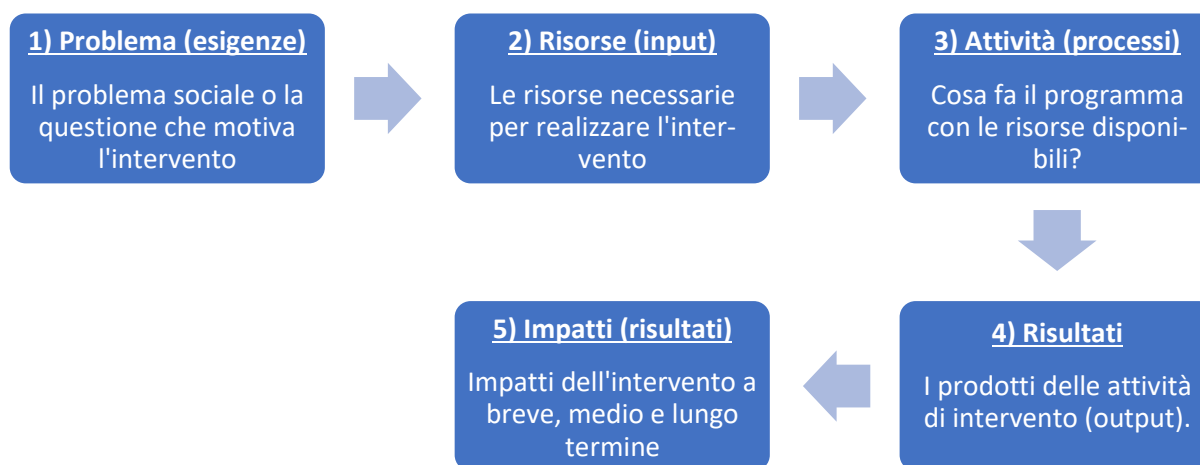 1) Problema (esigenze)
Il problema sociale o la
questione che motiva
l'intervento
2) Risorse (input)
Le risorse necessarie
per realizzare l'inter-
vento
3) Attività (processi)
Cosa fa il programma
con le risorse disponi-
bili?
4) Risultati
I prodotti delle attività
di intervento (output).
5) Impatti (risultati)
Impatti dell'intervento a
breve, medio e lungo
termine